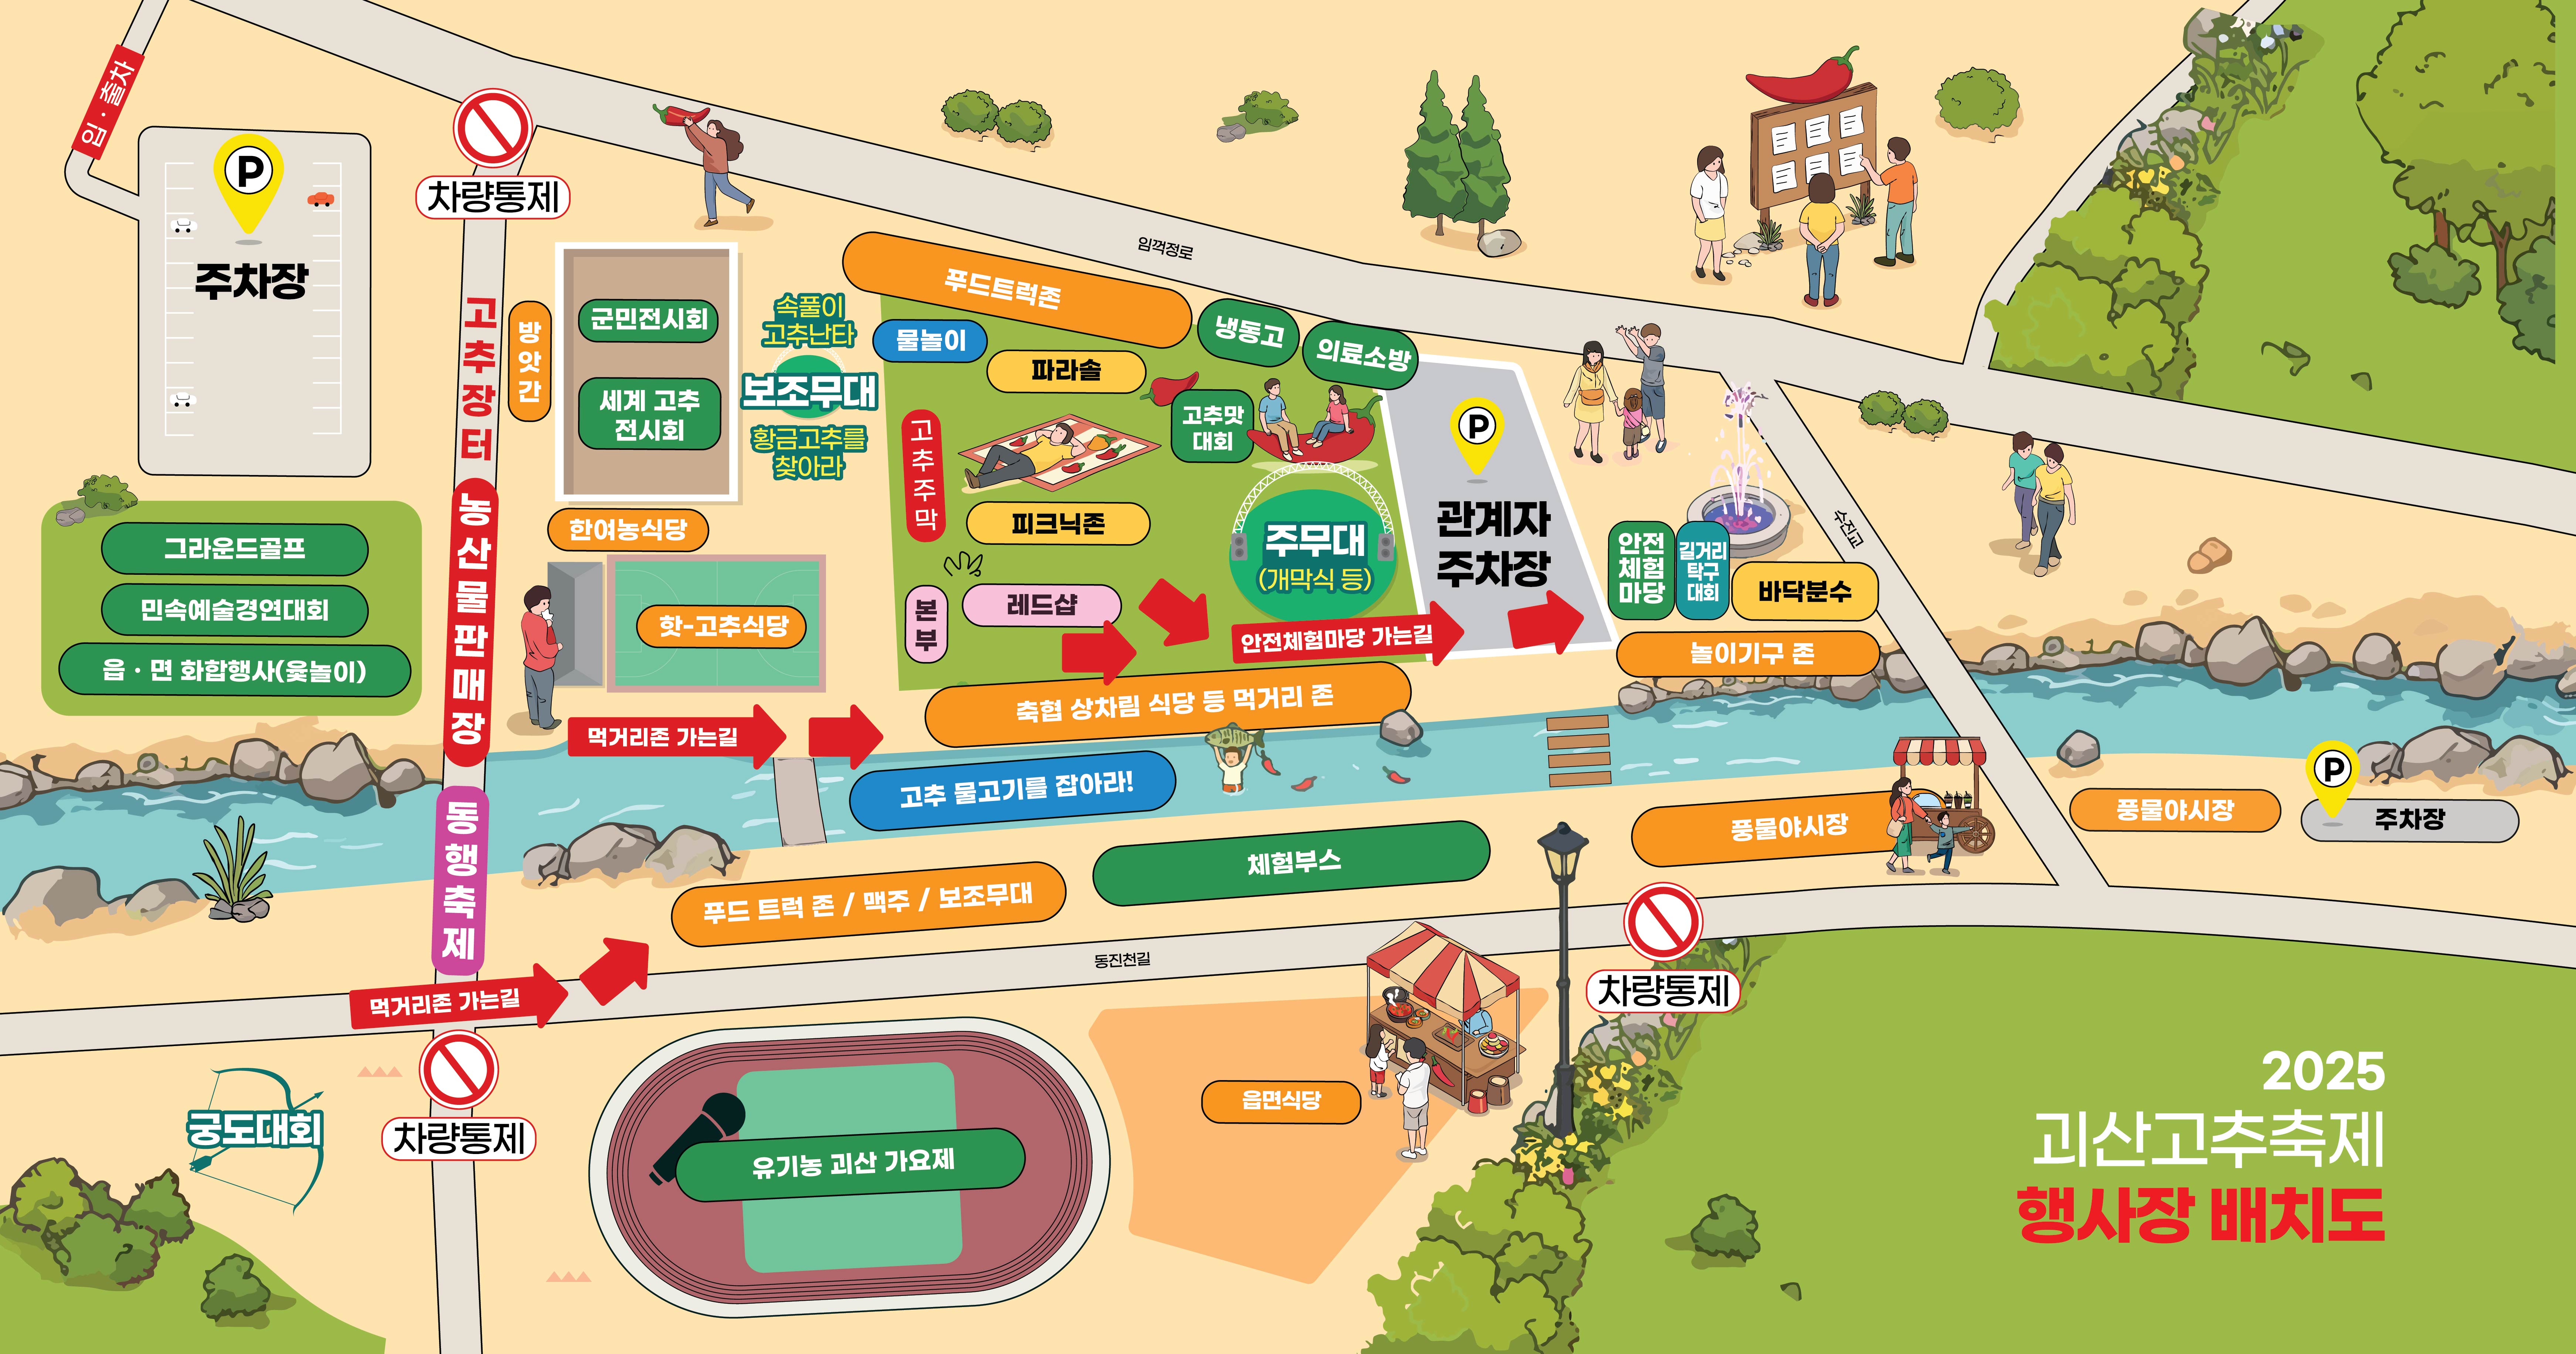 입·출차
P
주차장
차량통제
임꺽정로
고추장터
농산물판매장
동행축제
방앗간
군민전시회
세계 고추
전시회
속풀이
고추난타
보조무대
황금고추를
찾아라
푸드트럭존
물놀이
파라솔
냉동고
의료소방
고추맛
대회
고추주막
피크닉존
주무대
(개막식 등)
P
관계자
주차장
본부
레드샵
안전체험마당 가는길
안전
체험
마당
길거리
탁구
대회
바닥분수
놀이기구 존
수진교
한여농식당
핫-고추식당
그라운드골프
민속예술경연대회
읍·면 화합행사(윷놀이)
먹거리존 가는길
축협 상차림 식당 등 먹거리 존
고추 물고기를 잡아라!
체험부스
푸드 트럭 존 / 맥주 / 보조무대
풍물야시장
풍물야시장
P
주차장
동진천길
먹거리존 가는길
차량통제
차량통제
궁도대회
유기농 괴산 가요제
읍면식당
2025
괴산고추축제
행사장 배치도